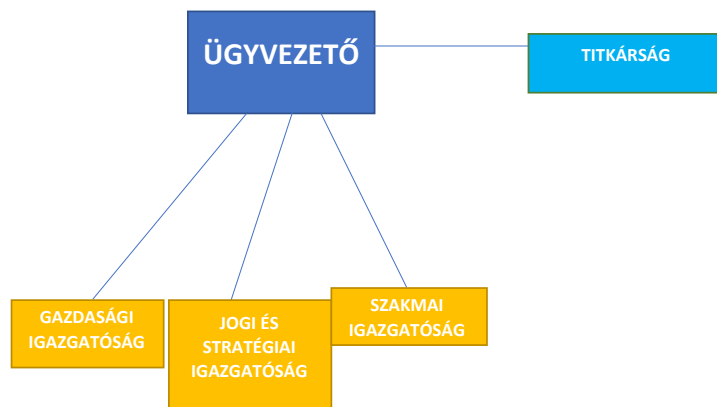 ÜGYVEZETŐ
TITKÁRSÁG
GAZDASÁGI
IGAZGATÓSÁG
JOGI ÉS
STRATÉGIAI
IGAZGATÓSÁG
SZAKMAI
IGAZGATÓSÁG